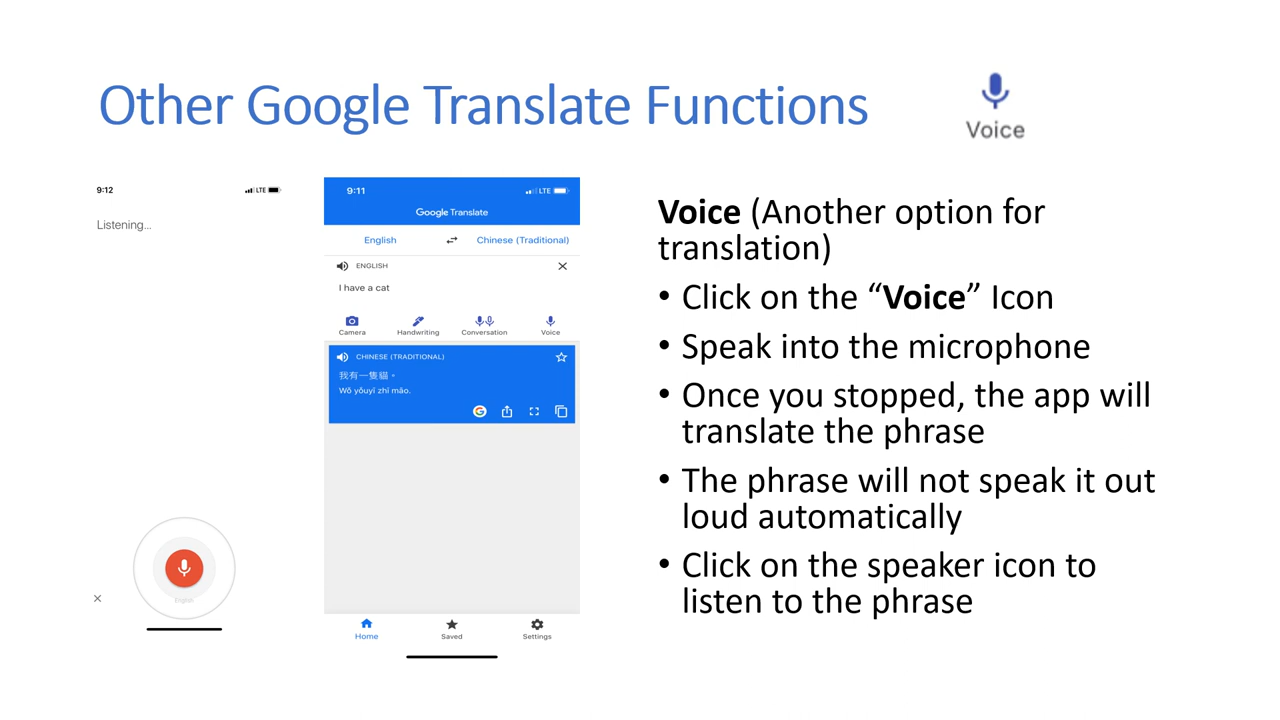 Other Google Translate Functions
Voice
9:12
LTE
Listening...
English
9:11
LTE
Google Translate
English
Chinese (Traditional)
ENGLISH
I have a cat
Camera
Handwriting
Conversation
Voice
CHINESE (TRADITIONAL)
我有一隻貓。
Wǒ yǒuyī zhī māo.
Home
Saved
Settings
Voice (Another option for
translation)
• Click on the “Voice” Icon
• Speak into the microphone
• Once you stopped, the app will
translate the phrase
• The phrase will not speak it out
loud automatically
• Click on the speaker icon to
listen to the phrase